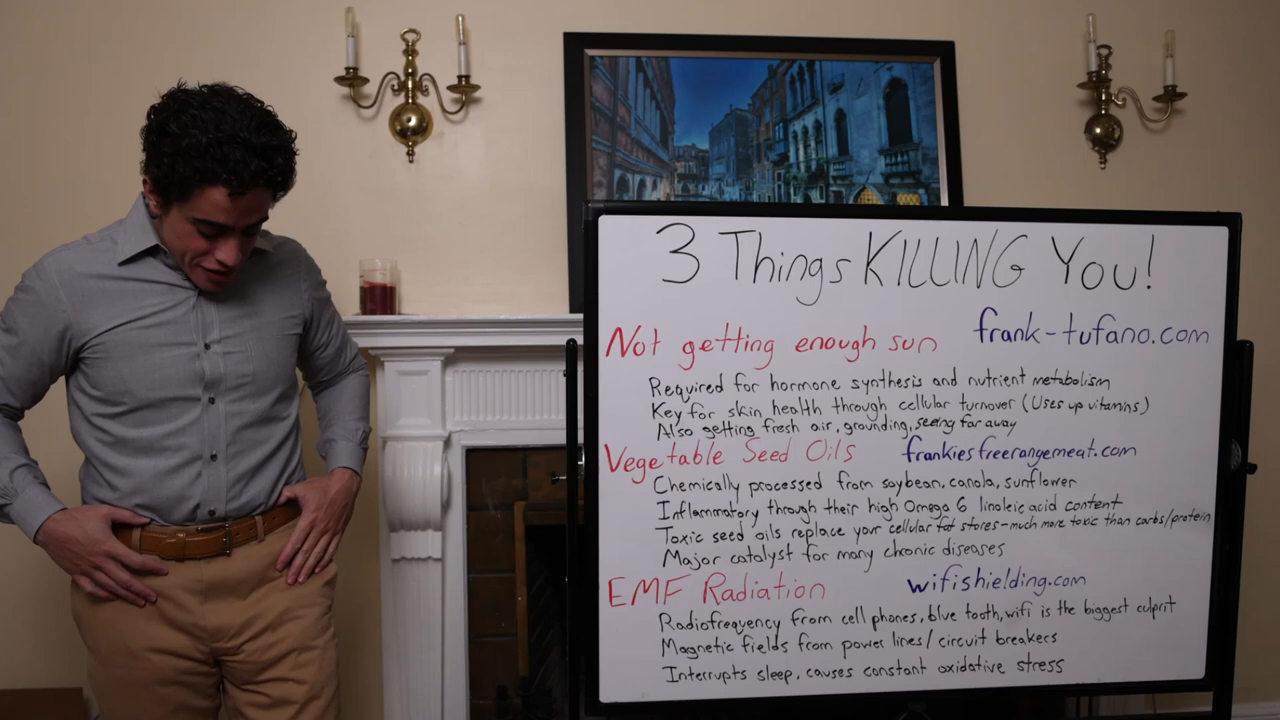 3 Things KILLING You!
Not getting enough sun frank-tufano.com
Required for hormone synthesis and nutrient metabolism
Key for skin health through cellular turnover (Uses up vitamins)
Also getting fresh air, grounding, seeing far away
Vegetable Seed Oils frankiesfreerangemeat.com
Chemically processed from soybean, canola, sunflower
Inflammatory through their high Omega 6 linoleic acid content
Toxic seed oils replace your cellular fat stores-much more toxic than carbs/protein
Major catalyst for many chonic diseases
EMF Radiation wifishielding.com
Radiofrequency from cell phones, blue tooth, wifi is the biggest culprit
Magnetic fields from power lines/circuit breakers
Interrupts sleep, causes constant oxidative stress